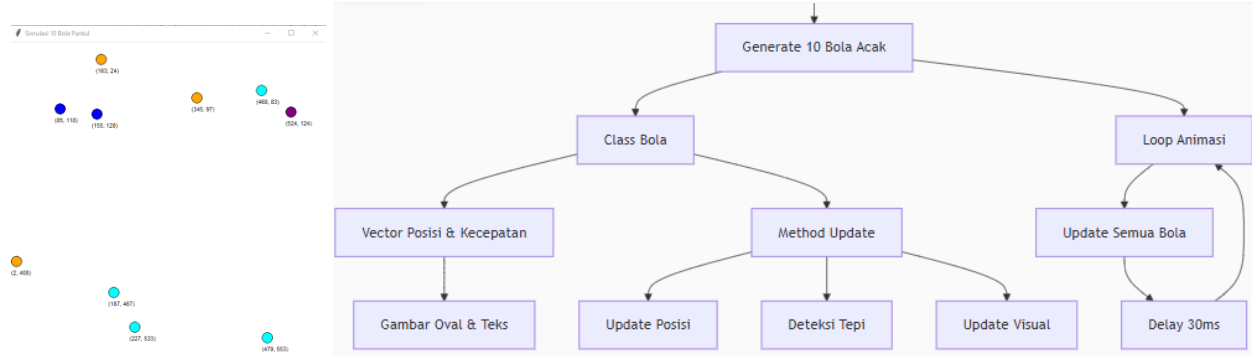 Simulasi 10 Bola Pantul
(163, 24)
(468, 83)
(345, 97)
(85, 118)
(155, 128)
(524, 124)
(2, 408)
(187, 467)
(227, 533)
(479, 553)
Generate 10 Bola Acak
Class Bola
Loop Animasi
Vector Posisi & Kecepatan
Method Update
Update Semua Bola
Gambar Oval & Teks
Update Posisi
Deteksi Tepi
Update Visual
Delay 30ms